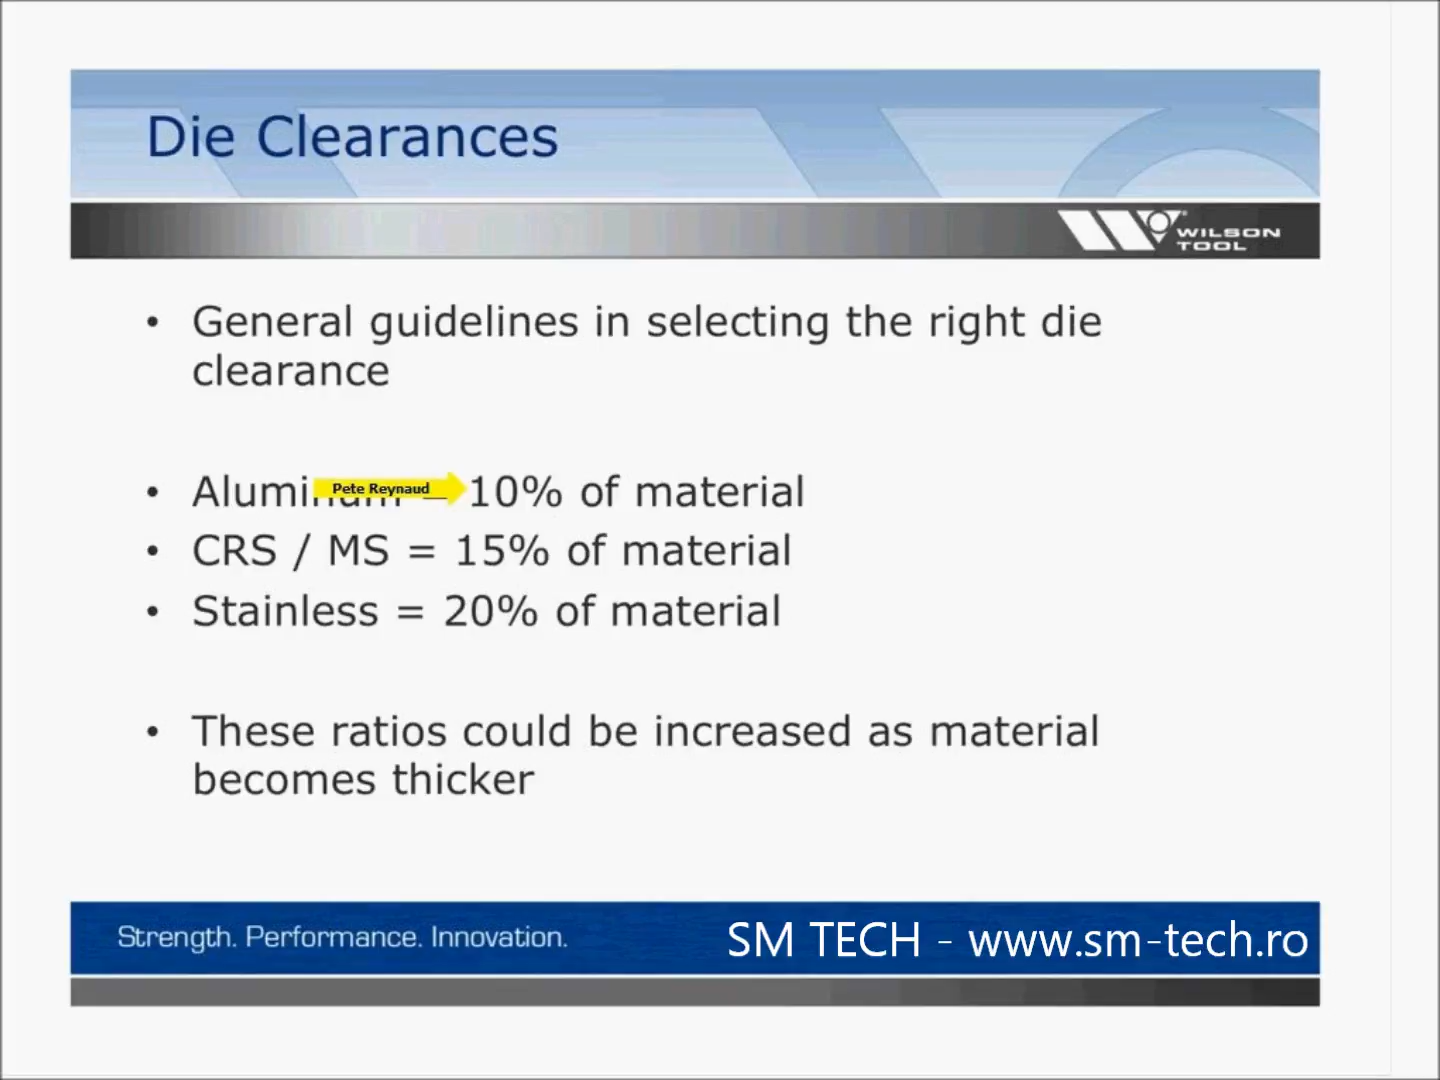 Die Clearances
WILSON
TOOL
• General guidelines in selecting the right die
clearance
• Aluminum = 10% of material
Pete Reynaud
• CRS / MS = 15% of material
• Stainless = 20% of material
• These ratios could be increased as material
becomes thicker
Strength. Performance. Innovation.
SM TECH - www.sm-tech.ro